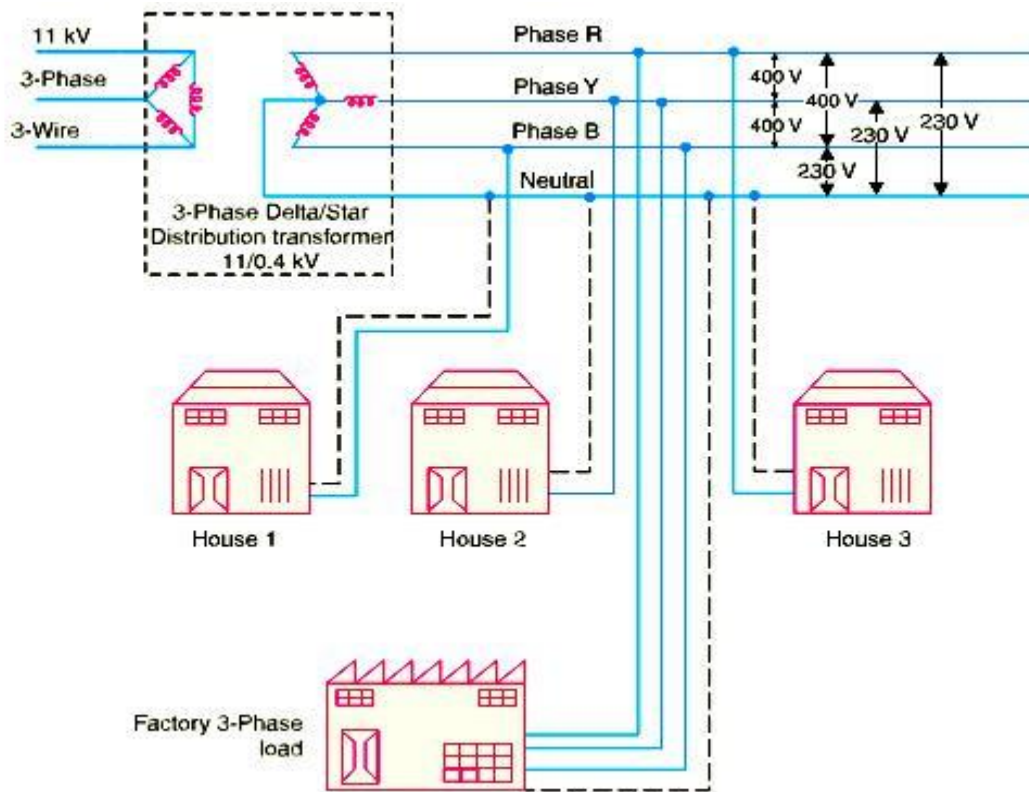 11 kV
3-Phase
3-Wire
3-Phase Delta/Star
Distribution transformer
11/0.4 kV
Phase R
Phase Y
Phase B
Neutral
400 V
400 V
400 V
230 V
230 V
230 V
House 1
House 2
House 3
Factory 3-Phase
load